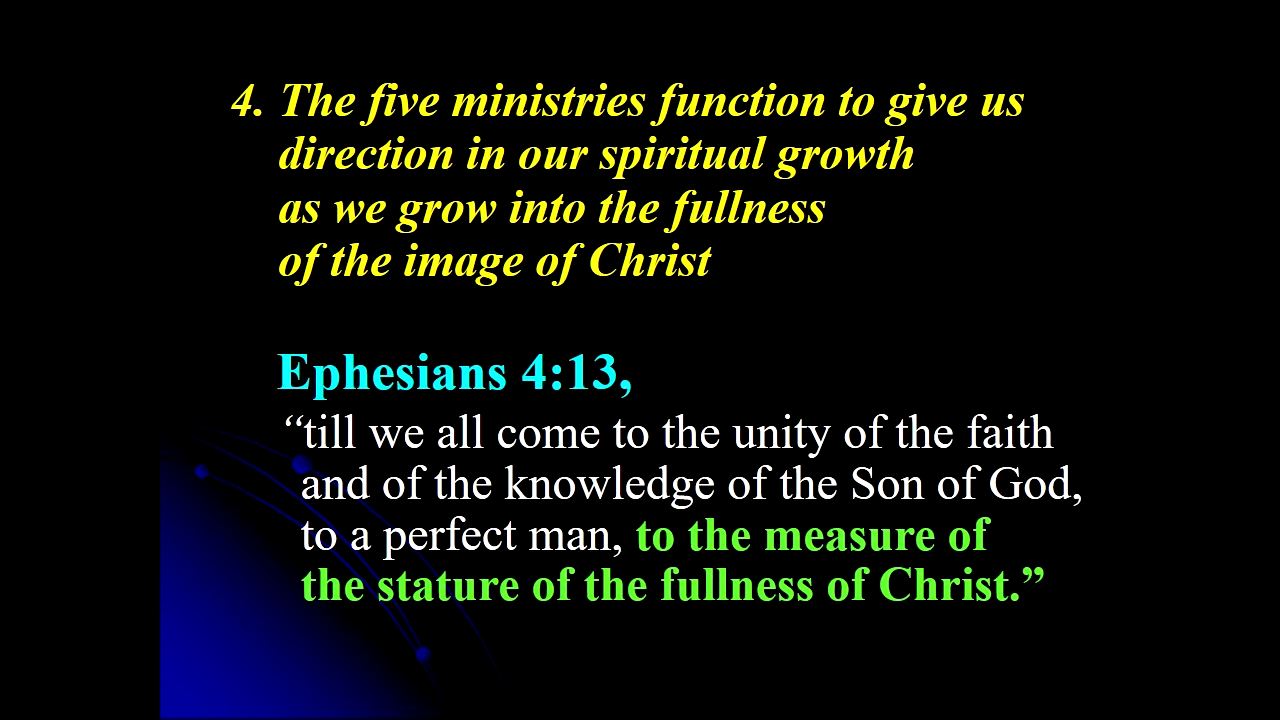 4. The five ministries function to give us
direction in our spiritual growth
as we grow into the fullness
of the image of Christ
Ephesians 4:13,
“till we all come to the unity of the faith
and of the knowledge of the Son of God,
to a perfect man, to the measure of
the stature of the fullness of Christ.”